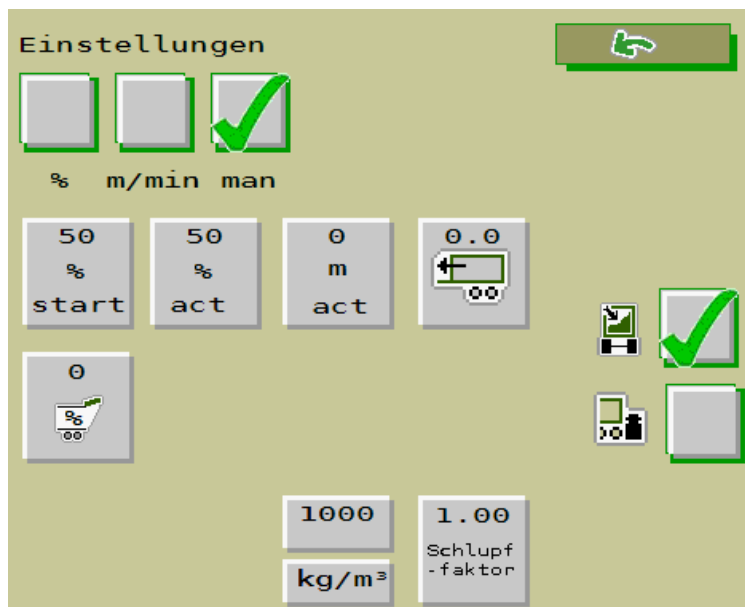 Einstellungen
% m/min man
50 50 0 0.0
% % m
start act act
0
%
1000 1.00
Schlupf
-faktor
kg/m³